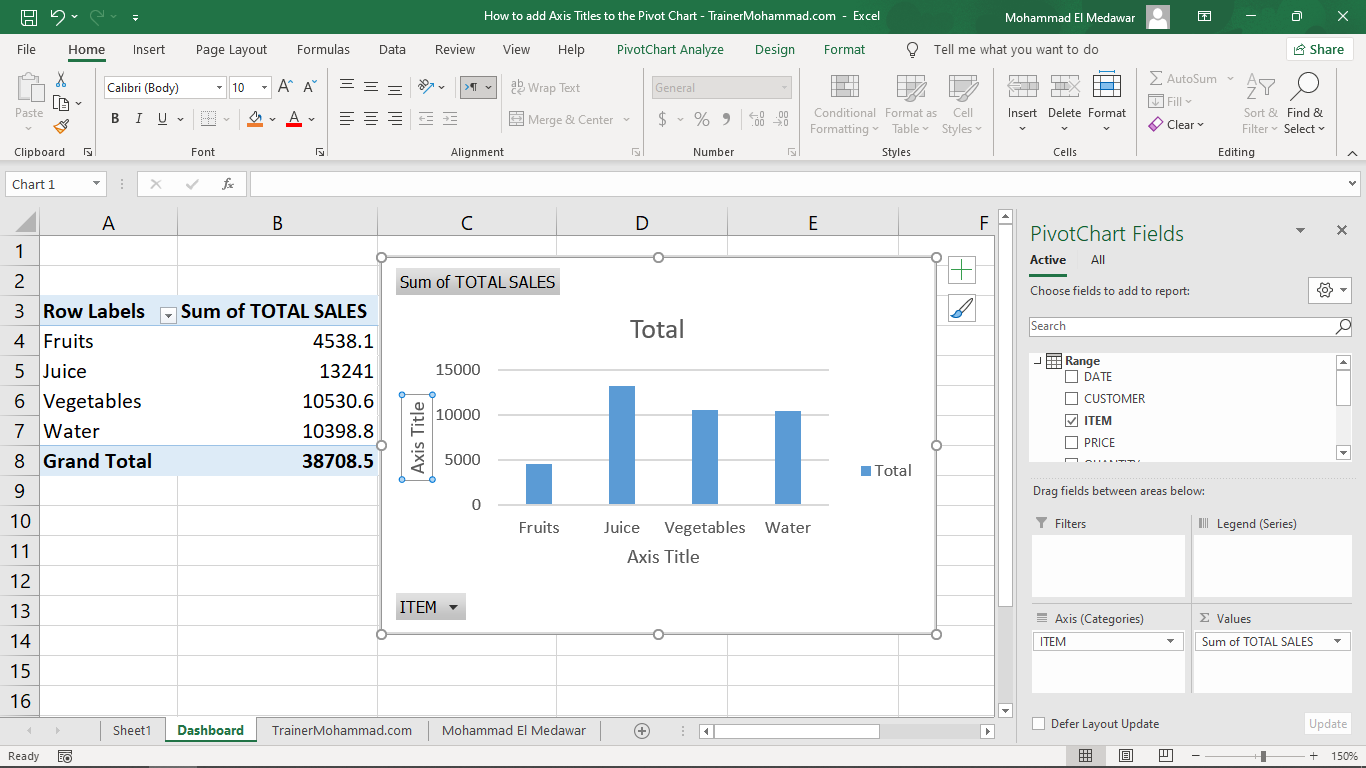 How to add Axis Titles to the Pivot Chart - TrainerMohammad.com - Excel
Mohammad El Medawar
File Home Insert Page Layout Formulas Data Review View Help PivotChart Analyze Design Format Tell me what you want to do Share
Paste
Clipboard
Calibri (Body) 10 A A
B I U A
Font
ab Wrap Text
Merge & Center
Alignment
General
$ % 9
Number
Conditional Formatting
Format as Table
Cell Styles
Styles
Insert
Delete
Format
Cells
AutoSum
Fill
Clear
Sort & Filter
Find & Select
Editing
Chart 1
fx
A B C D E F
1
2
3 Row Labels Sum of TOTAL SALES
4 Fruits 4538.1
5 Juice 13241
6 Vegetables 10530.6
7 Water 10398.8
8 Grand Total 38708.5
9
10
11
12
13
14
15
16
Sum of TOTAL SALES
Total
15000
10000
5000
0
Axis Title
Fruits Juice Vegetables Water
Axis Title
Total
ITEM
PivotChart Fields
Active All
Choose fields to add to report:
Search
Range
DATE
CUSTOMER
ITEM
PRICE
QUANTITY
Drag fields between areas below:
Filters
Legend (Series)
Axis (Categories)
ITEM
Σ Values
Sum of TOTAL SALES
Defer Layout Update
Update
Sheet1 Dashboard TrainerMohammad.com Mohammad El Medawar
Ready
150%